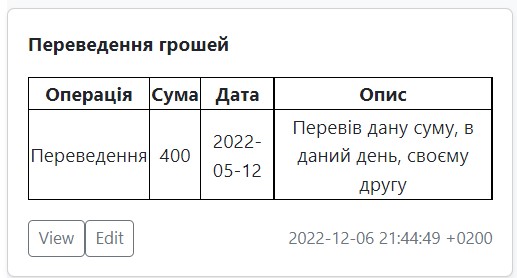 Переведення грошей
Операція Сума Дата Опис
Переведення 400 2022-
05-12 Перевів дану суму, в
даний день, своєму
другу
View Edit 2022-12-06 21:44:49 +0200